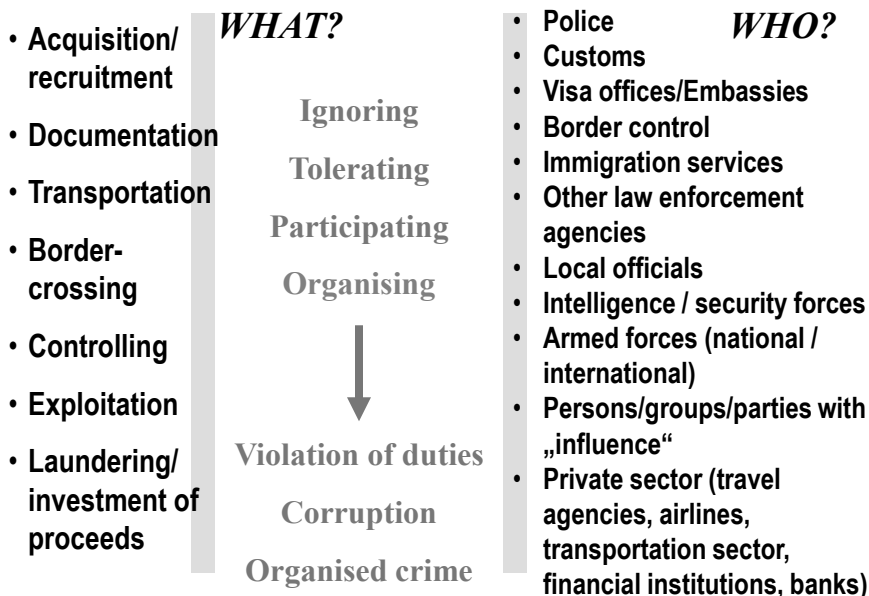 • Acquisition/
recruitment
• Documentation
• Transportation
• Border-
crossing
• Controlling
• Exploitation
• Laundering/
investment of
proceeds
WHAT?
Ignoring
Tolerating
Participating
Organising
Violation of duties
Corruption
Organised crime
WHO?
• Police
• Customs
• Visa offices/Embassies
• Border control
• Immigration services
• Other law enforcement
agencies
• Local officials
• Intelligence / security forces
• Armed forces (national /
international)
• Persons/groups/parties with
„influence“
• Private sector (travel
agencies, airlines,
transportation sector,
financial institutions, banks)